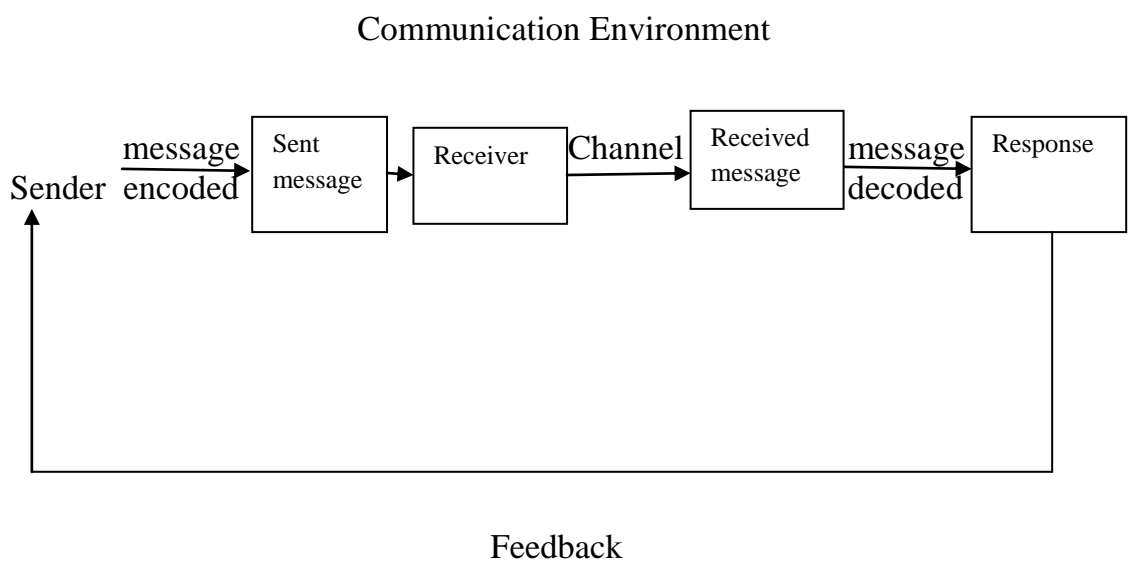 Communication Environment
Sender
message
encoded
Sent
message
Receiver
Channel
Received
message
message
decoded
Response
Feedback